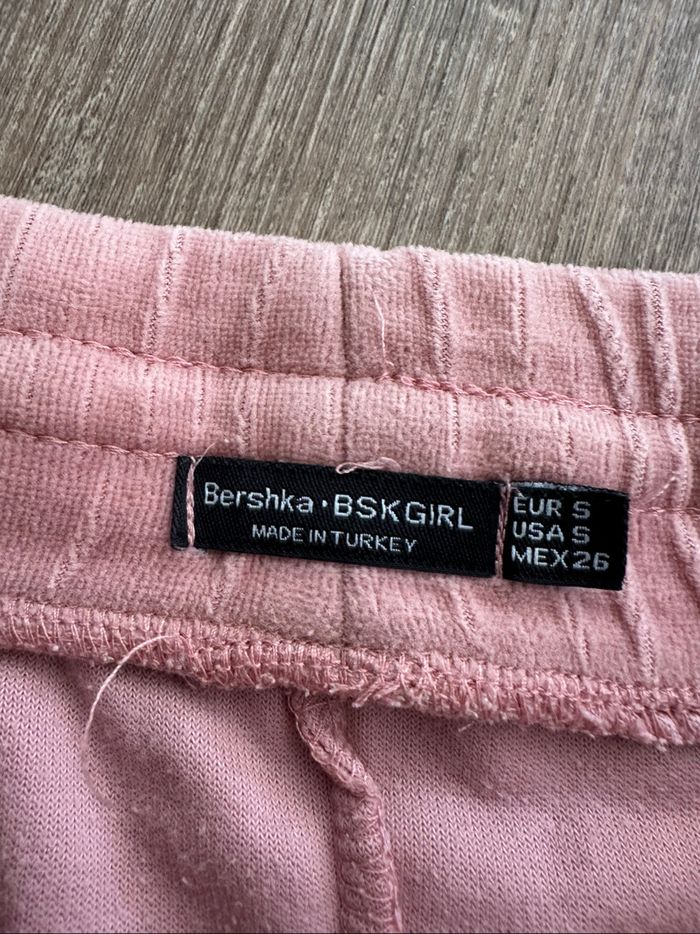 Bershka · BSKGIRL
MADE IN TURKEY
EUR S
USA S
MEX 26